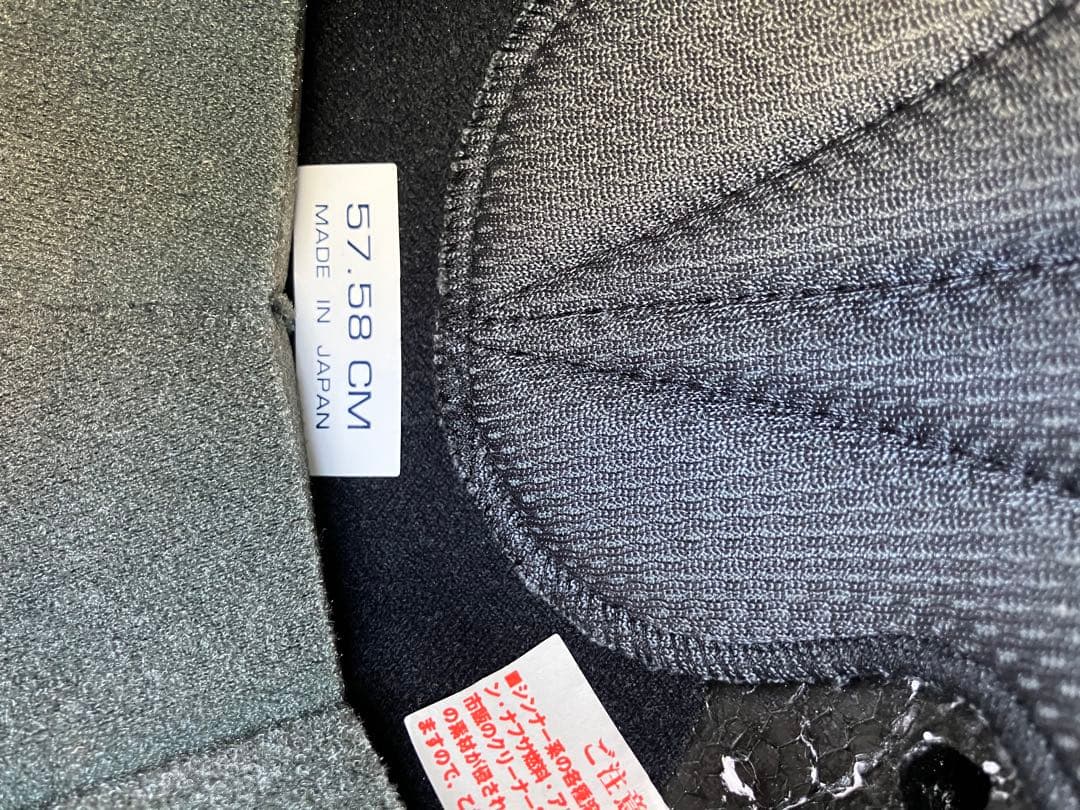 57.58 CM
MADE IN JAPAN
ご注意
■シンナー系の各種溶
ン・ナフサ燃料・ア
市販のクリーナー
の素材が侵され
ますので、